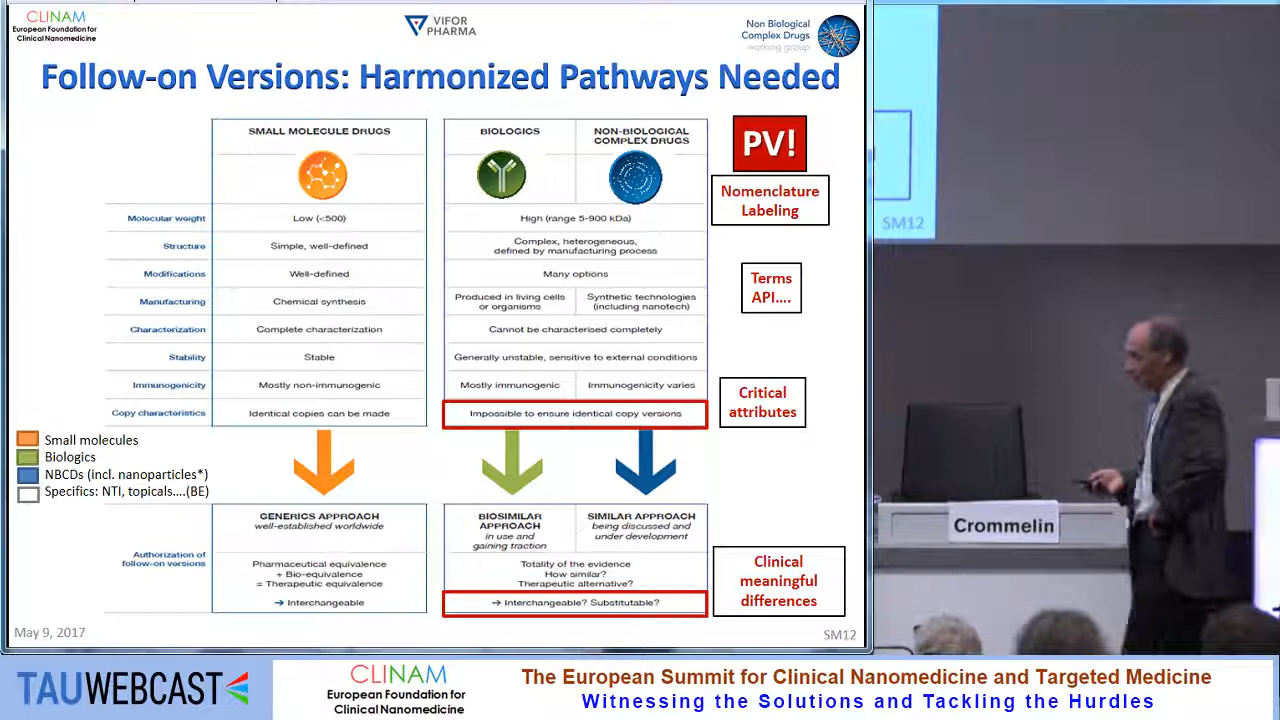 CLINAM
European Foundation for
Clinical Nanomedicine
VIFOR
PHARMA
Non Biological
Complex Drugs
working group
Follow-on Versions: Harmonized Pathways Needed
SMALL MOLECULE DRUGS
BIOLOGICS
NON-BIOLOGICAL
COMPLEX DRUGS
PV!
Nomenclature
Labeling
Molecular weight
Low (<500)
High (range 5-900 kDa)
Structure
Simple, well-defined
Complex, heterogeneous,
defined by manufacturing process
Modifications
Well-defined
Many options
Terms
API....
Manufacturing
Chemical synthesis
Produced in living cells
or organisms
Synthetic technologies
(including nanotech)
Characterization
Complete characterization
Cannot be characterised completely
Stability
Stable
Generally unstable, sensitive to external conditions
Immunogenicity
Mostly non-immunogenic
Mostly immunogenic
Immunogenicity varies
Critical
attributes
Copy characteristics
Identical copies can be made
Impossible to ensure identical copy versions
Small molecules
Biologics
NBCDs (incl. nanoparticles*)
Specifics: NTI, topicals....(BE)
GENERICS APPROACH
well-established worldwide
BIOSIMILAR
APPROACH
in use and
gaining traction
SIMILAR APPROACH
being discussed and
under development
Authorization of
follow-on versions
Pharmaceutical equivalence
+ Bio-equivalence
= Therapeutic equivalence
→ Interchangeable
Totality of the evidence
How similar?
Therapeutic alternative?
→ Interchangeable? Substitutable?
Clinical
meaningful
differences
May 9, 2017
SM12
SM12
Crommelin
TAUWEBCAST
CLINAM
European Foundation for
Clinical Nanomedicine
The European Summit for Clinical Nanomedicine and Targeted Medicine
Witnessing the Solutions and Tackling the Hurdles